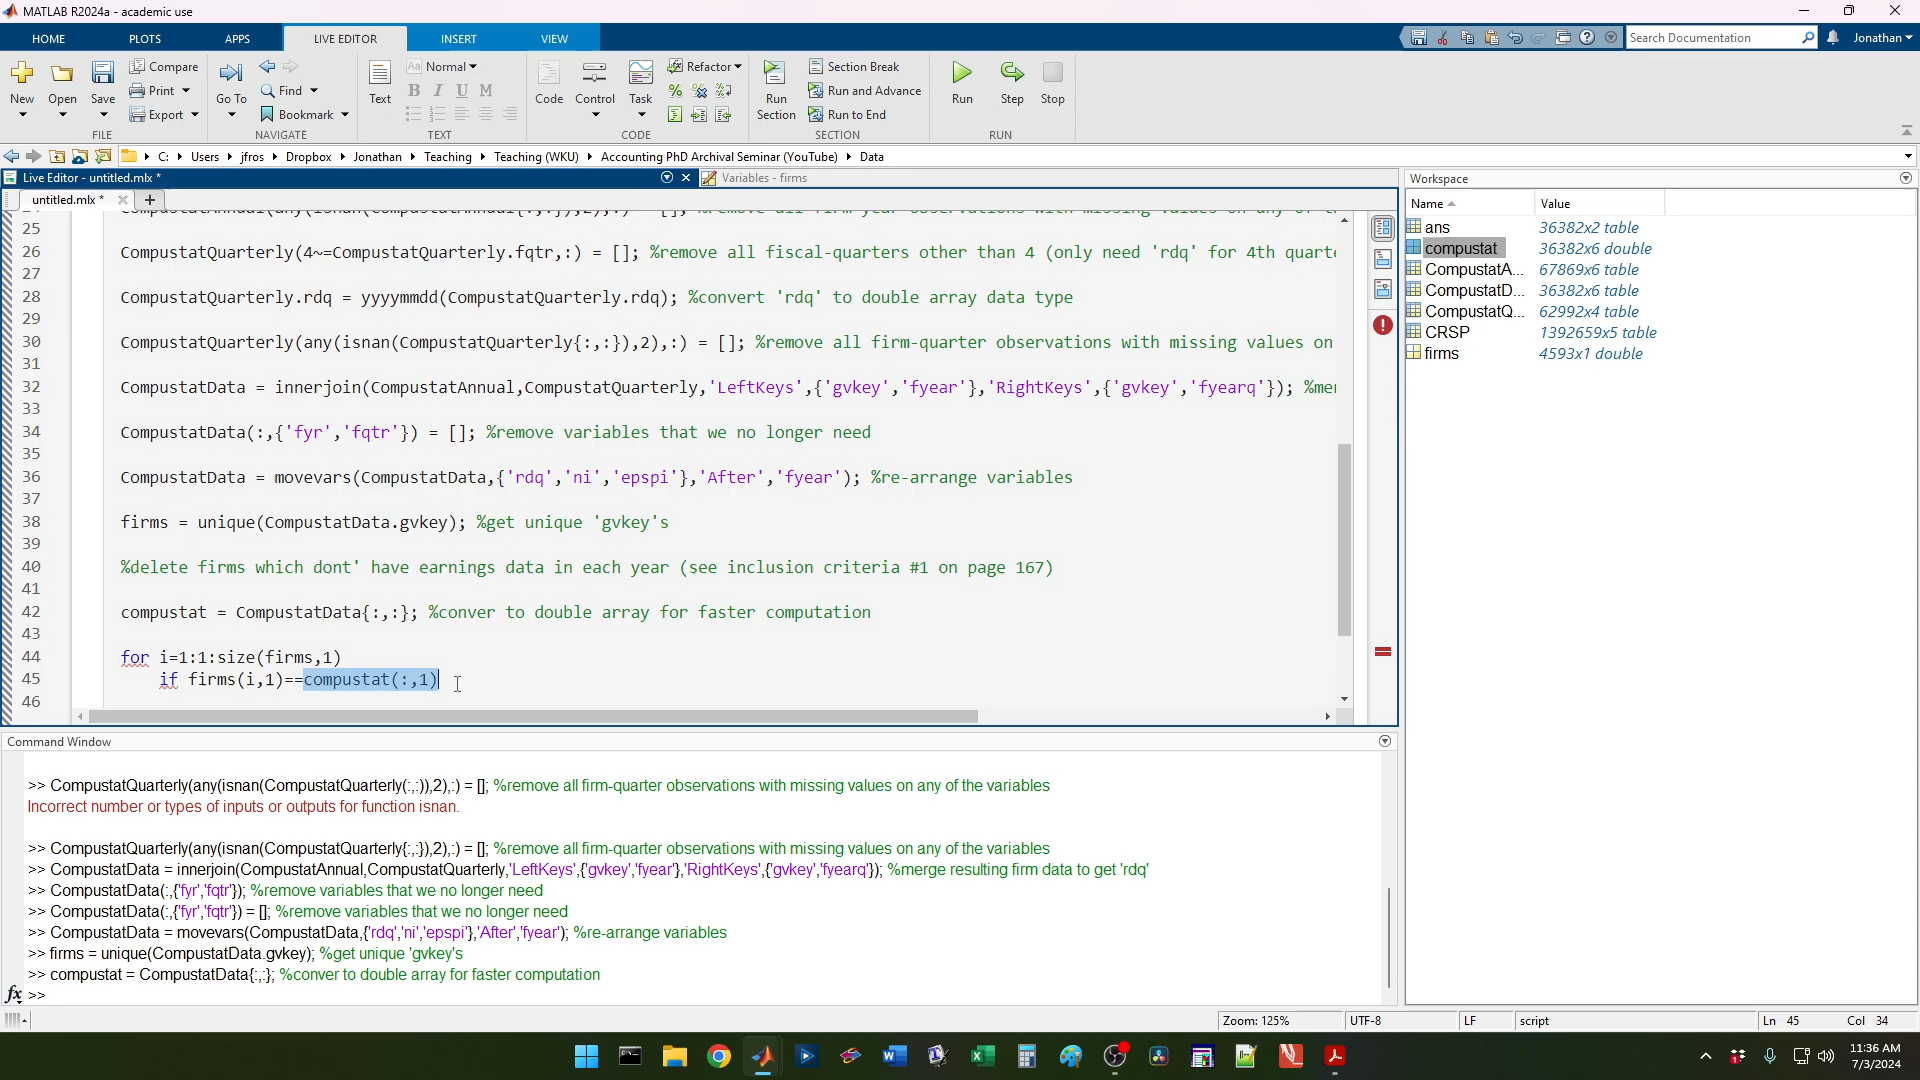 MATLAB R2024a - academic use
HOME PLOTS APPS LIVE EDITOR INSERT VIEW
Search Documentation
Jonathan
New Open Save Compare Print Export
Go To Find Bookmark
Text Aa Normal B I U M
Code Control Task Refactor
Run Section Section Break Run and Advance Run to End
Run Step Stop
FILE NAVIGATE TEXT CODE SECTION RUN
C: Users jfros Dropbox Jonathan Teaching Teaching (WKU) Accounting PhD Archival Seminar (YouTube) Data
Live Editor - untitled.mlx *
Variables - firms
untitled.mlx *
25
26 CompustatQuarterly(4~=CompustatQuarterly.fqtr,:) = []; %remove all fiscal-quarters other than 4 (only need 'rdq' for 4th quarte
27
28 CompustatQuarterly.rdq = yyyymmdd(CompustatQuarterly.rdq); %convert 'rdq' to double array data type
29
30 CompustatQuarterly(any(isnan(CompustatQuarterly{:,:}),2),:) = []; %remove all firm-quarter observations with missing values on
31
32 CompustatData = innerjoin(CompustatAnnual,CompustatQuarterly,'LeftKeys',{'gvkey','fyear'},'RightKeys',{'gvkey','fyearq'}); %mer
33
34 CompustatData(:,{'fyr','fqtr'}) = []; %remove variables that we no longer need
35
36 CompustatData = movevars(CompustatData,{'rdq','ni','epspi'},'After','fyear'); %re-arrange variables
37
38 firms = unique(CompustatData.gvkey); %get unique 'gvkey's
39
40 %delete firms which dont' have earnings data in each year (see inclusion criteria #1 on page 167)
41
42 compustat = CompustatData{:,:}; %conver to double array for faster computation
43
44 for i=1:1:size(firms,1)
45 if firms(i,1)==compustat(:,1)
46
Command Window
>> CompustatQuarterly(any(isnan(CompustatQuarterly(:,:)),2),:) = []; %remove all firm-quarter observations with missing values on any of the variables
Incorrect number or types of inputs or outputs for function isnan.
>> CompustatQuarterly(any(isnan(CompustatQuarterly{:,:}),2),:) = []; %remove all firm-quarter observations with missing values on any of the variables
>> CompustatData = innerjoin(CompustatAnnual,CompustatQuarterly,'LeftKeys',{'gvkey','fyear'},'RightKeys',{'gvkey','fyearq'}); %merge resulting firm data to get 'rdq'
>> CompustatData(:,{'fyr','fqtr'}); %remove variables that we no longer need
>> CompustatData(:,{'fyr','fqtr'}) = []; %remove variables that we no longer need
>> CompustatData = movevars(CompustatData,{'rdq','ni','epspi'},'After','fyear'); %re-arrange variables
>> firms = unique(CompustatData.gvkey); %get unique 'gvkey's
>> compustat = CompustatData{:,:}; %conver to double array for faster computation
fx >>
Workspace
Name Value
ans 36382x2 table
compustat 36382x6 double
CompustatA... 67869x6 table
CompustatD... 36382x6 table
CompustatQ... 62992x4 table
CRSP 1392659x5 table
firms 4593x1 double
Zoom: 125% UTF-8 LF script Ln 45 Col 34
11:36 AM
7/3/2024